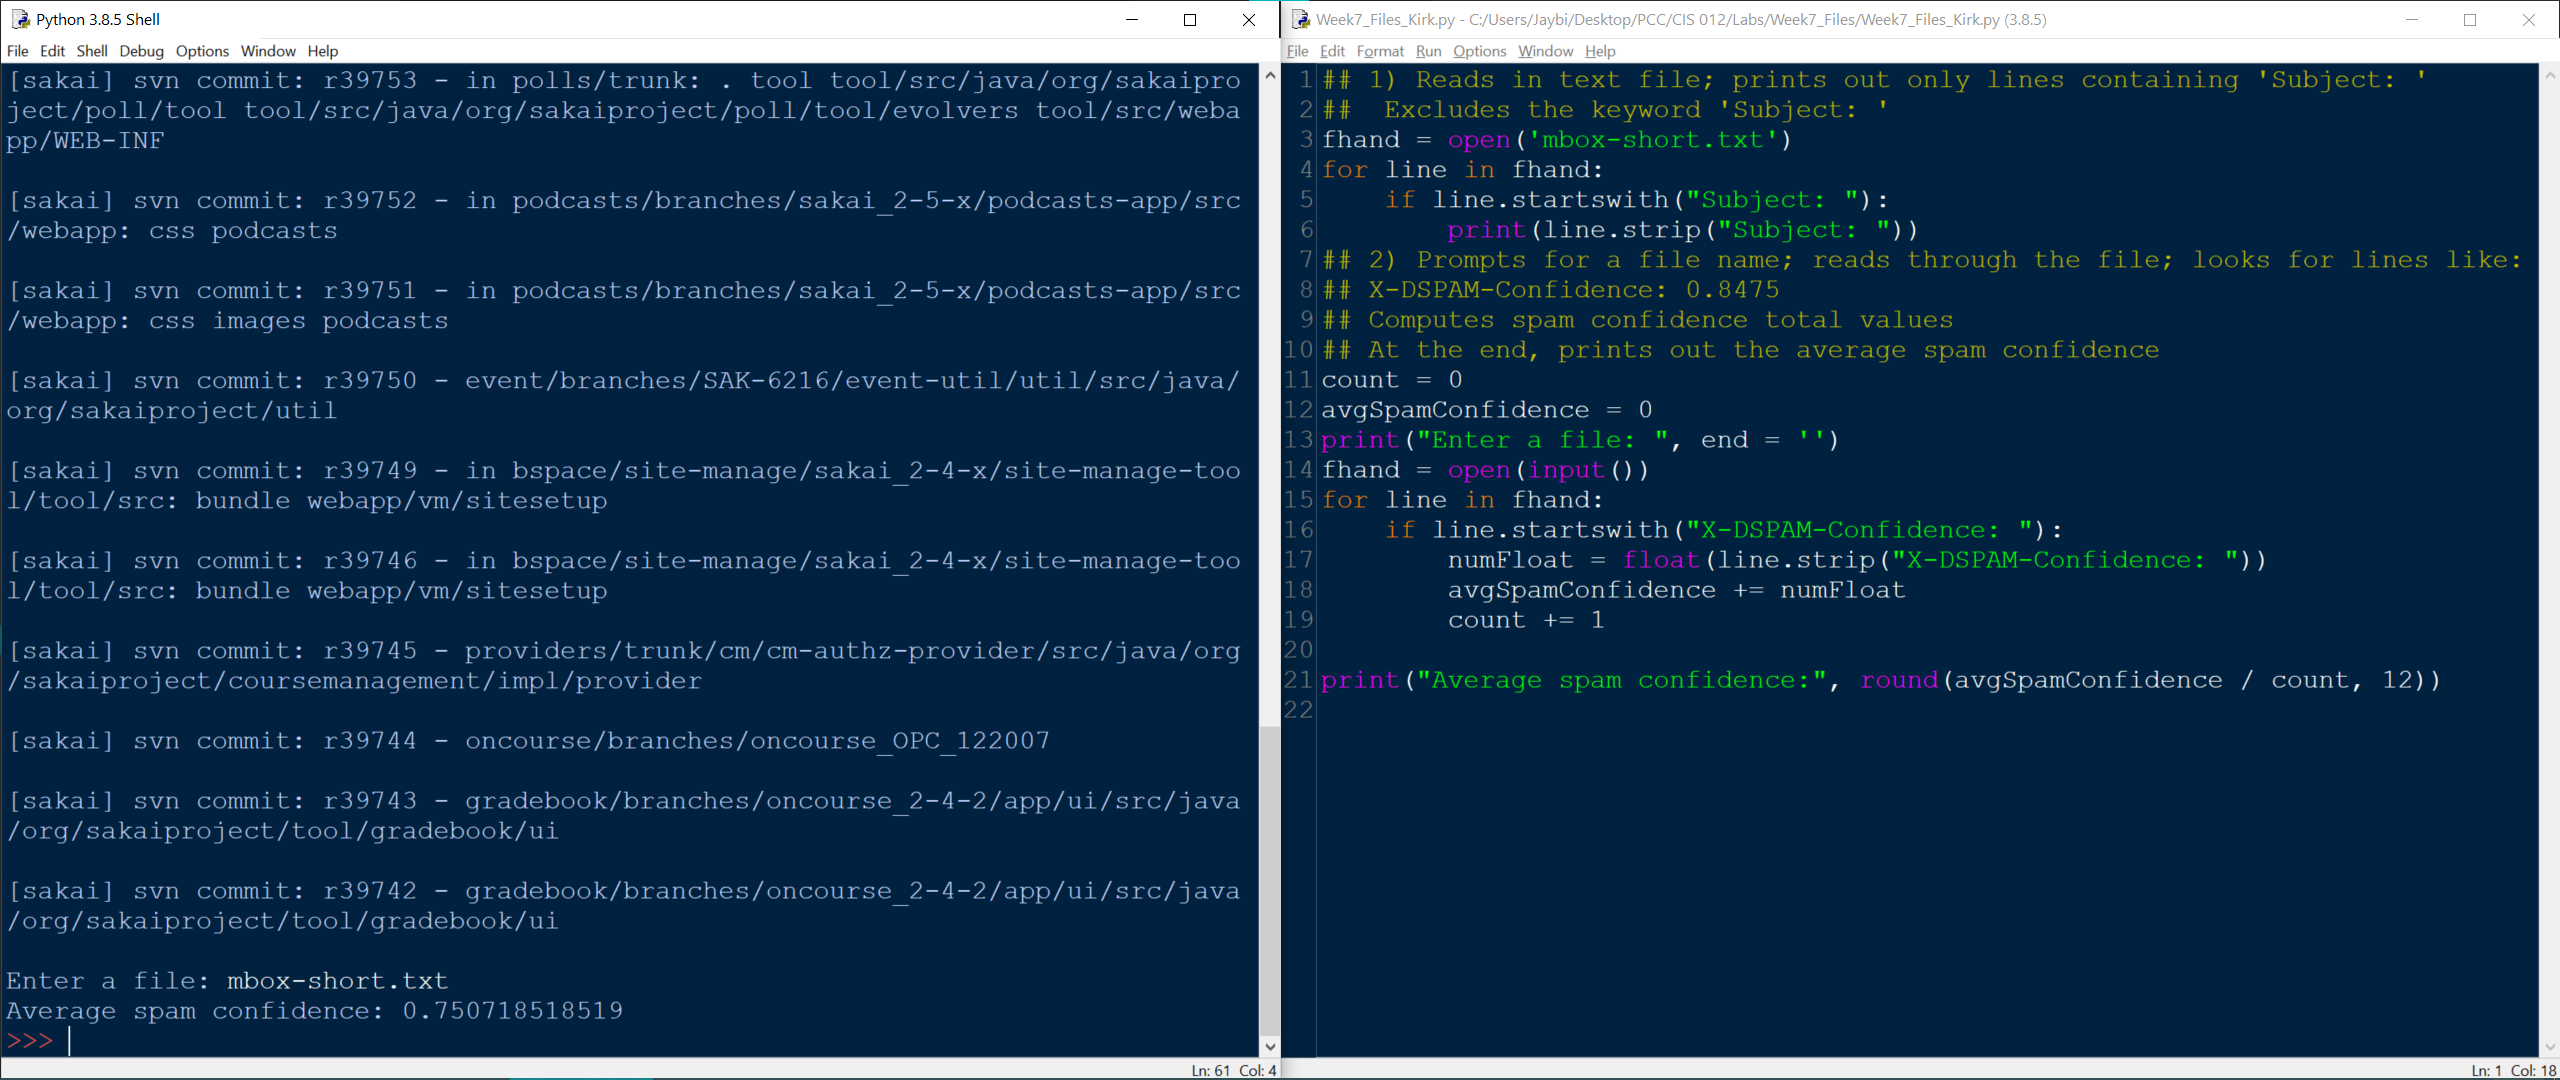 Python 3.8.5 Shell
File Edit Shell Debug Options Window Help
[sakai] svn commit: r39753 - in polls/trunk: . tool tool/src/java/org/sakaipro
ject/poll/tool tool/src/java/org/sakaiproject/poll/tool/evolvers tool/src/weba
pp/WEB-INF
[sakai] svn commit: r39752 - in podcasts/branches/sakai_2-5-x/podcasts-app/src
/webapp: css podcasts
[sakai] svn commit: r39751 - in podcasts/branches/sakai_2-5-x/podcasts-app/src
/webapp: css images podcasts
[sakai] svn commit: r39750 - event/branches/SAK-6216/event-util/util/src/java/
org/sakaiproject/util
[sakai] svn commit: r39749 - in bspace/site-manage/sakai_2-4-x/site-manage-too
l/tool/src: bundle webapp/vm/sitesetup
[sakai] svn commit: r39746 - in bspace/site-manage/sakai_2-4-x/site-manage-too
l/tool/src: bundle webapp/vm/sitesetup
[sakai] svn commit: r39745 - providers/trunk/cm/cm-authz-provider/src/java/org
/sakaiproject/coursemanagement/impl/provider
[sakai] svn commit: r39744 - oncourse/branches/oncourse_OPC_122007
[sakai] svn commit: r39743 - gradebook/branches/oncourse_2-4-2/app/ui/src/java
/org/sakaiproject/tool/gradebook/ui
[sakai] svn commit: r39742 - gradebook/branches/oncourse_2-4-2/app/ui/src/java
/org/sakaiproject/tool/gradebook/ui
Enter a file: mbox-short.txt
Average spam confidence: 0.750718518519
>>>
Ln: 61 Col: 4
Week7_Files_Kirk.py - C:/Users/Jaybi/Desktop/PCC/CIS 012/Labs/Week7_Files/Week7_Files_Kirk.py (3.8.5)
File Edit Format Run Options Window Help
1 ## 1) Reads in text file; prints out only lines containing 'Subject: '
2 ##  Excludes the keyword 'Subject: '
3 fhand = open('mbox-short.txt')
4 for line in fhand:
5     if line.startswith("Subject: "):
6         print(line.strip("Subject: "))
7 ## 2) Prompts for a file name; reads through the file; looks for lines like:
8 ## X-DSPAM-Confidence: 0.8475
9 ## Computes spam confidence total values
10 ## At the end, prints out the average spam confidence
11 count = 0
12 avgSpamConfidence = 0
13 print("Enter a file: ", end = '')
14 fhand = open(input())
15 for line in fhand:
16     if line.startswith("X-DSPAM-Confidence: "):
17         numFloat = float(line.strip("X-DSPAM-Confidence: "))
18         avgSpamConfidence += numFloat
19         count += 1
20
21 print("Average spam confidence:", round(avgSpamConfidence / count, 12))
22
Ln: 1 Col: 18